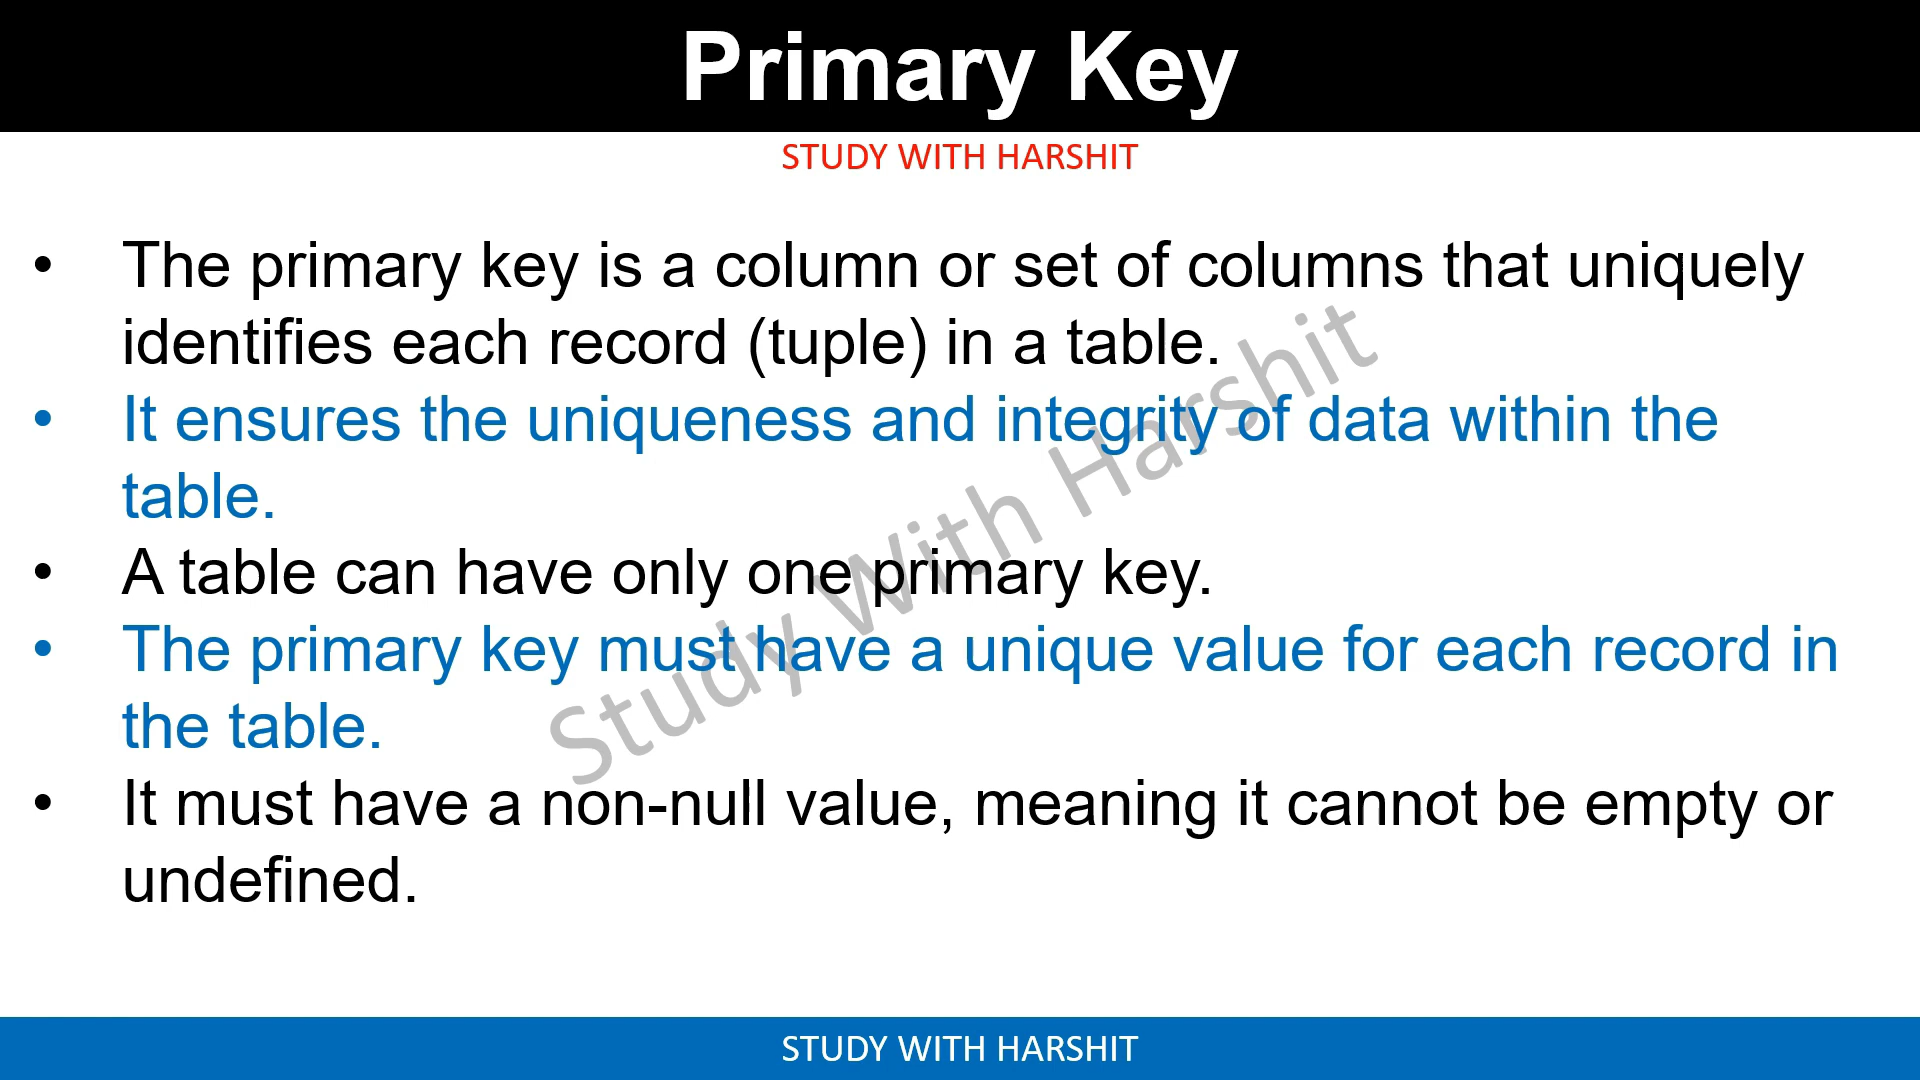 Primary Key
STUDY WITH HARSHIT
• The primary key is a column or set of columns that uniquely
identifies each record (tuple) in a table.
• It ensures the uniqueness and integrity of data within the
table.
• A table can have only one primary key.
• The primary key must have a unique value for each record in
the table.
• It must have a non-null value, meaning it cannot be empty or
undefined.
Study With Harshit
STUDY WITH HARSHIT